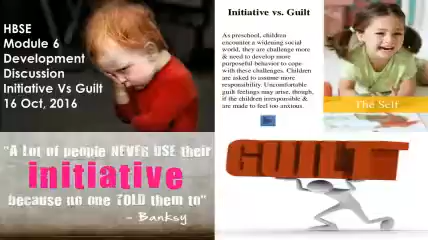 HBSE
Module 6
Development
Discussion
Initiative Vs Guilt
16 Oct, 2016
Initiative vs. Guilt
As preschool, children
encounter a widening social
world, they are challenge more
& need to develop more
purposeful behavior to cope
with these challenges. Children
are asked to assume more
responsibility. Uncomfortable
guilt feelings may arise, though,
if the children irresponsible &
are made to feel too anxious.
The Self
"A Lot of people NEVER USE their
initiative
because no one TOLD them to"
- Banksy
GUILT